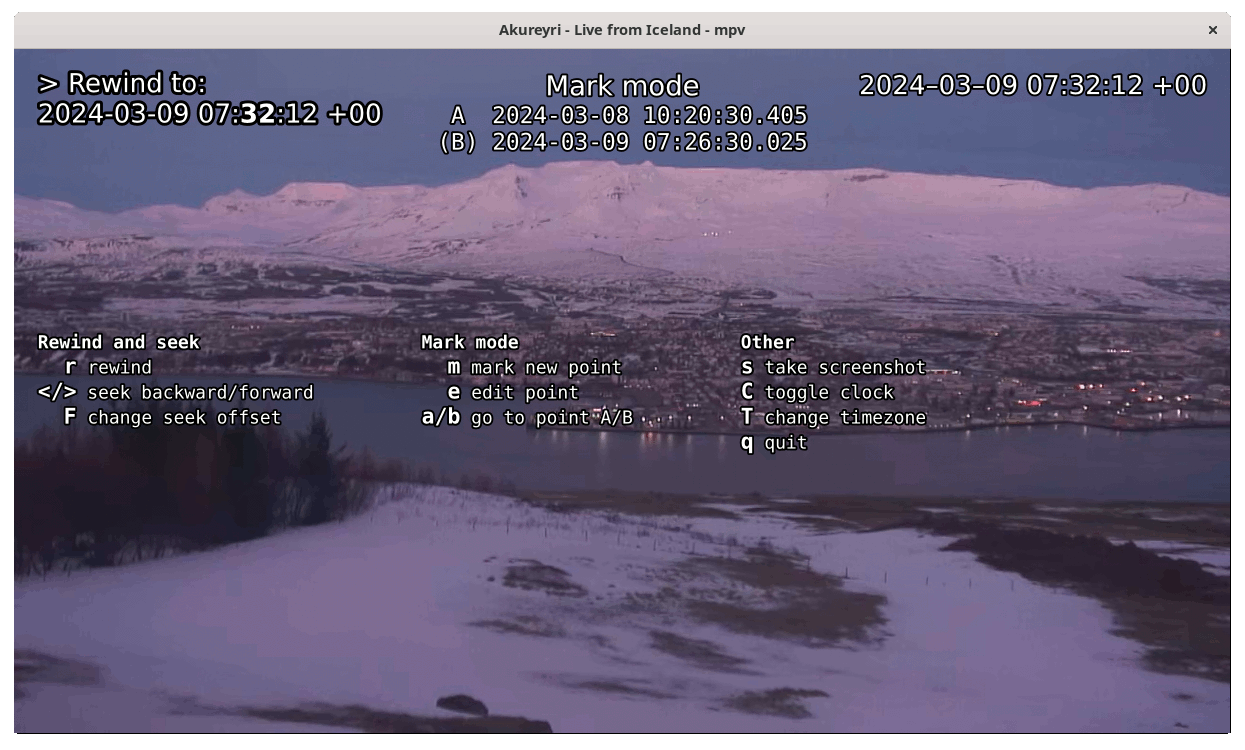 Akureyri - Live from Iceland - mpv
×
> Rewind to:
2024-03-09 07:32:12 +00
Mark mode
A 2024-03-08 10:20:30.405
(B) 2024-03-09 07:26:30.025
2024–03–09 07:32:12 +00
Rewind and seek
r rewind
</> seek backward/forward
F change seek offset
Mark mode
m mark new point
e edit point
a/b go to point A/B
Other
s take screenshot
C toggle clock
T change timezone
q quit